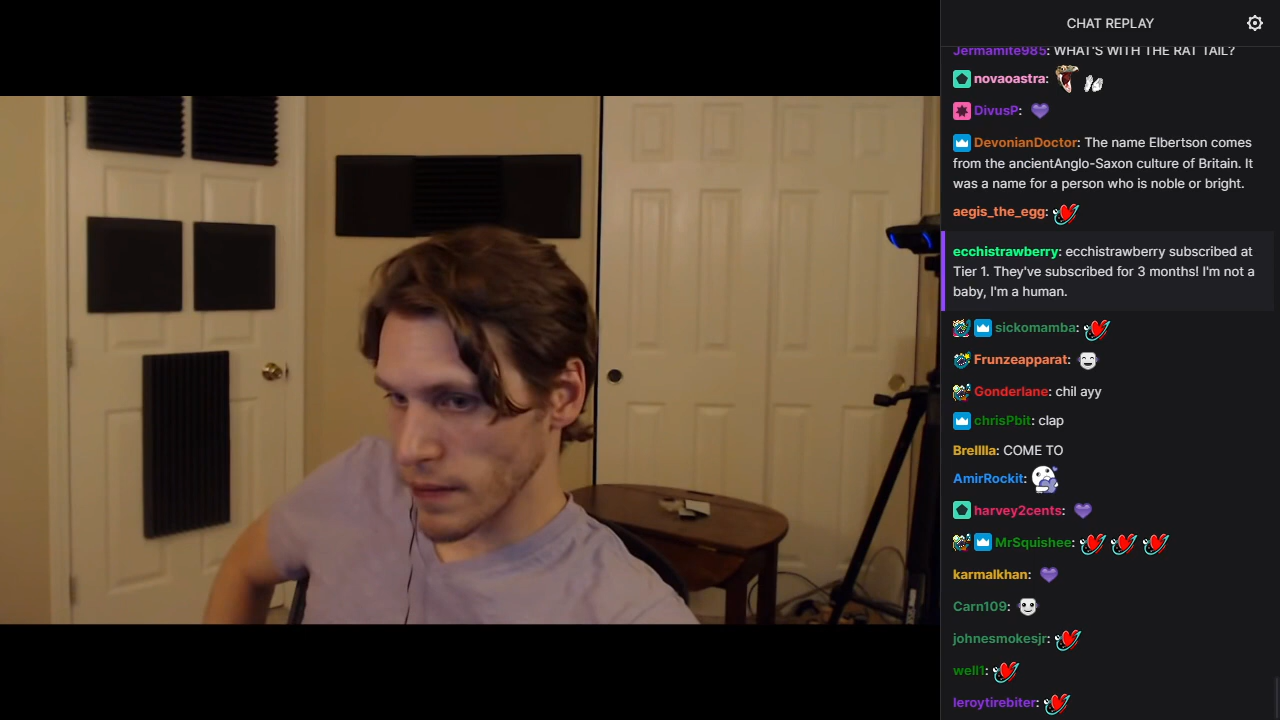 CHAT REPLAY
Jermamite985: WHAT'S WITH THE RAT TAIL?
novaoastra:
DivusP:
DevonianDoctor: The name Elbertson comes
from the ancientAnglo-Saxon culture of Britain. It
was a name for a person who is noble or bright.
aegis_the_egg:
ecchistrawberry: ecchistrawberry subscribed at
Tier 1. They've subscribed for 3 months! I'm not a
baby, I'm a human.
sickomamba:
Frunzeapparat:
Gonderlane: chil ayy
chrisPbit: clap
Brelllla: COME TO
AmirRockit:
harvey2cents:
MrSquishee:
karmalkhan:
Carn109:
johnesmokesjr:
well1:
leroytirebiter: